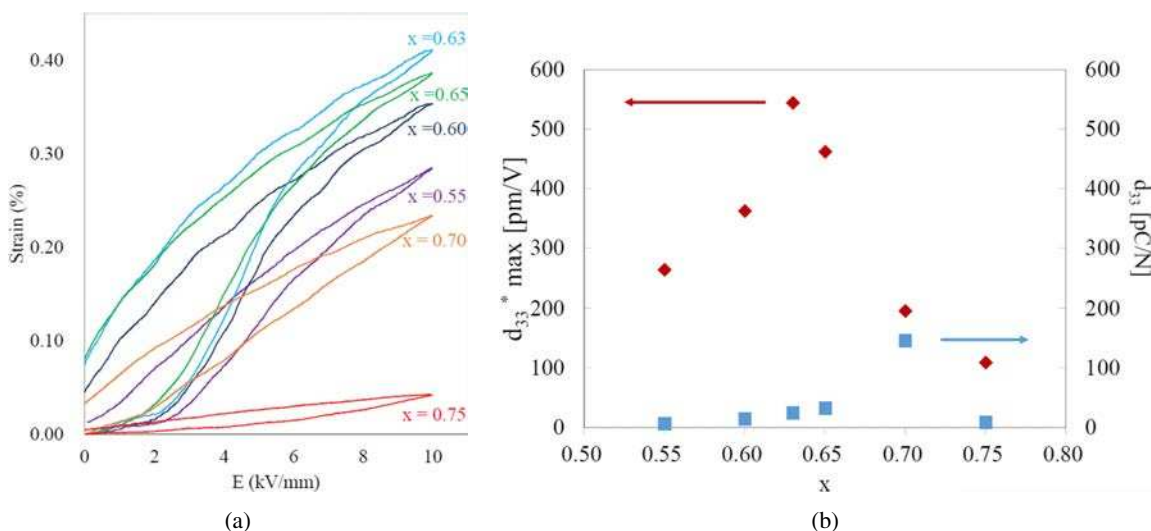 x =0.63
0.40
x =0.65
x =0.60
0.30
x =0.55
0.20
x = 0.70
0.10
x = 0.75
0.00
0 2 4 6 8 10
Strain (%)
E (kV/mm)
(a)
600 600
500 500
400 400
300 300
200 200
100 100
0 0
0.50 0.55 0.60 0.65 0.70 0.75 0.80
d33* max [pm/V]
d33 [pC/N]
x
(b)